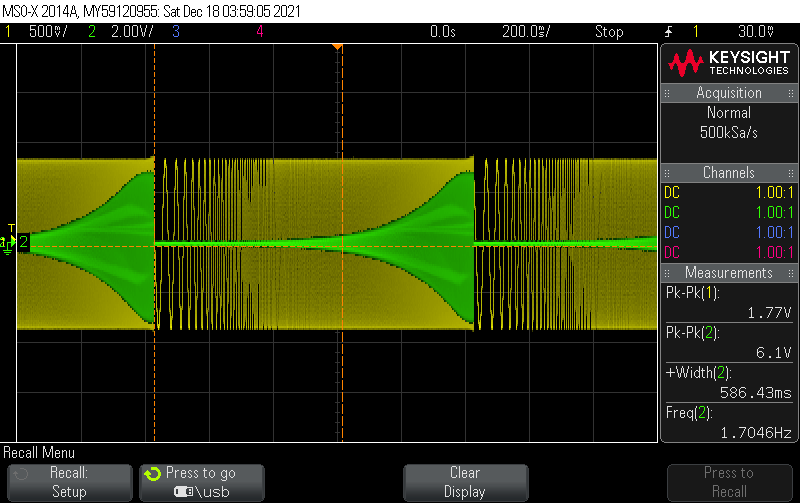 MSO-X 2014A, MY59120955: Sat Dec 18 03:59:05 2021
1 500℧/ 2 2.00V/ 3 4 0.0s 200.0s/ Stop 1 30.0℧
KEYSIGHT
TECHNOLOGIES
Acquisition
Normal
500kSa/s
Channels
DC 1.00:1
DC 1.00:1
DC 1.00:1
DC 1.00:1
Measurements
Pk-Pk(1):
1.77V
Pk-Pk(2):
6.1V
+Width(2):
586.43ms
Freq(2):
1.7046Hz
T
2
Recall Menu
Recall:
Setup
Press to go
\usb
Clear
Display
Press to
Recall